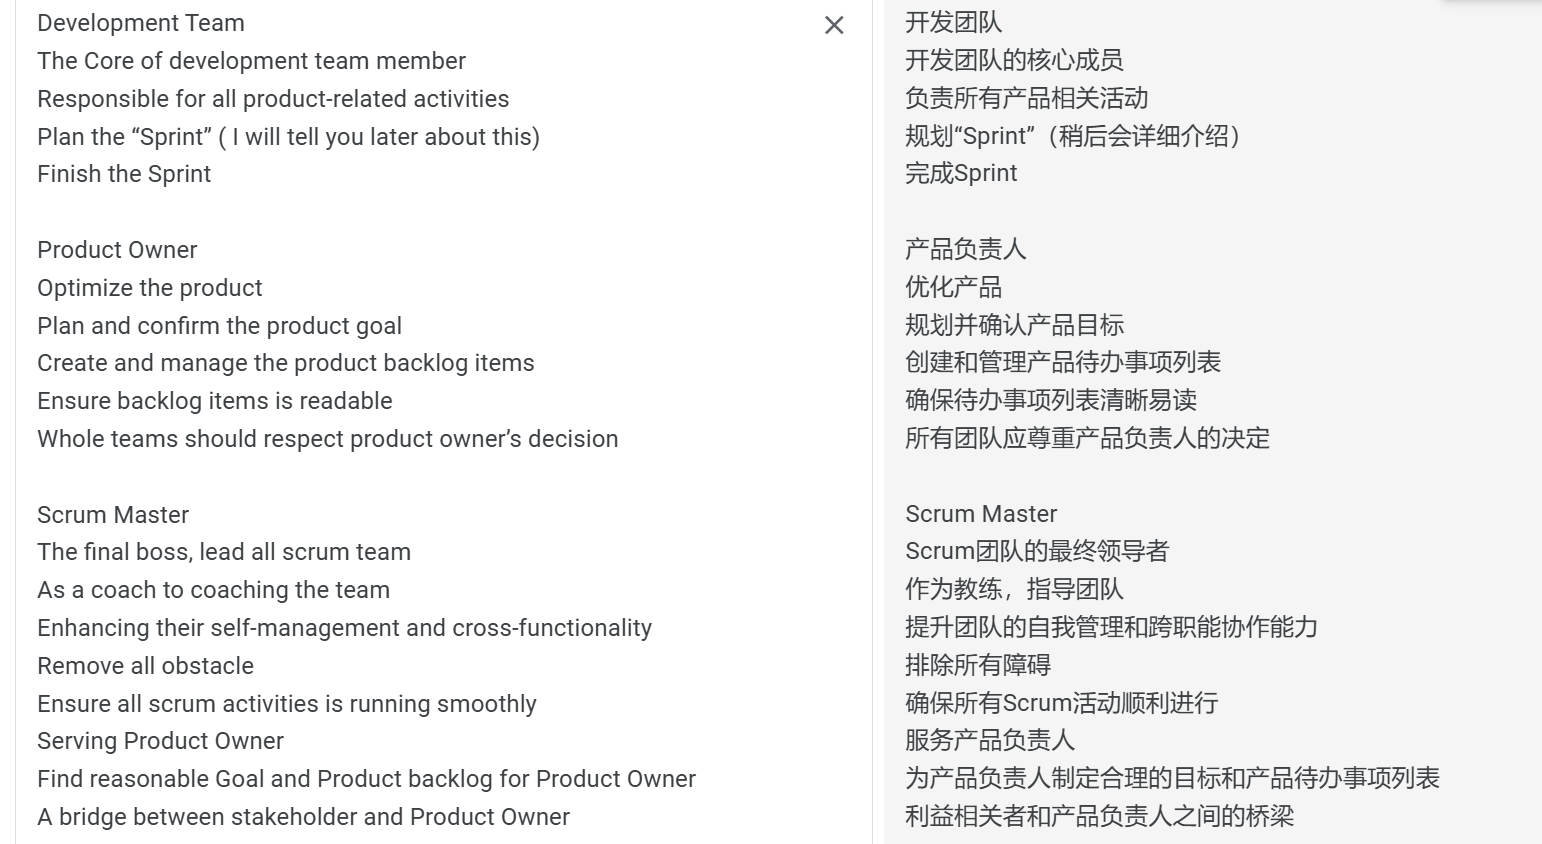 Development Team
The Core of development team member
Responsible for all product-related activities
Plan the “Sprint” ( I will tell you later about this)
Finish the Sprint
Product Owner
Optimize the product
Plan and confirm the product goal
Create and manage the product backlog items
Ensure backlog items is readable
Whole teams should respect product owner’s decision
Scrum Master
The final boss, lead all scrum team
As a coach to coaching the team
Enhancing their self-management and cross-functionality
Remove all obstacle
Ensure all scrum activities is running smoothly
Serving Product Owner
Find reasonable Goal and Product backlog for Product Owner
A bridge between stakeholder and Product Owner
开发团队
开发团队的核心成员
负责所有产品相关活动
规划“Sprint”（稍后会详细介绍）
完成Sprint
产品负责人
优化产品
规划并确认产品目标
创建和管理产品待办事项列表
确保待办事项列表清晰易读
所有团队应尊重产品负责人的决定
Scrum Master
Scrum团队的最终领导者
作为教练，指导团队
提升团队的自我管理和跨职能协作能力
排除所有障碍
确保所有Scrum活动顺利进行
服务产品负责人
为产品负责人制定合理的目标和产品待办事项列表
利益相关者和产品负责人之间的桥梁